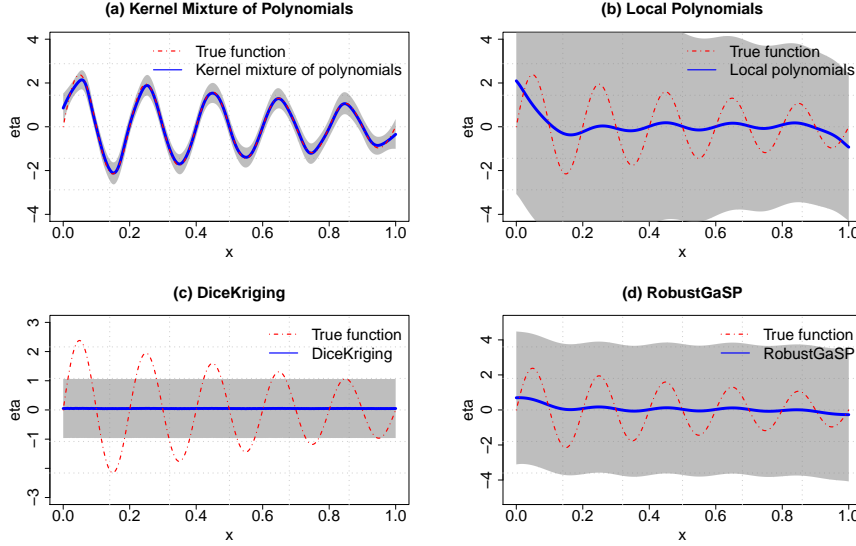 (a) Kernel Mixture of Polynomials
True function
Kernel mixture of polynomials
eta
4
2
0
−2
−4
0.0 0.2 0.4 0.6 0.8 1.0
x
(b) Local Polynomials
True function
Local polynomials
eta
4
2
0
−2
−4
0.0 0.2 0.4 0.6 0.8 1.0
x
(c) DiceKriging
True function
DiceKriging
eta
3
2
1
0
−1
−3
0.0 0.2 0.4 0.6 0.8 1.0
x
(d) RobustGaSP
True function
RobustGaSP
eta
4
2
0
−2
−4
0.0 0.2 0.4 0.6 0.8 1.0
x